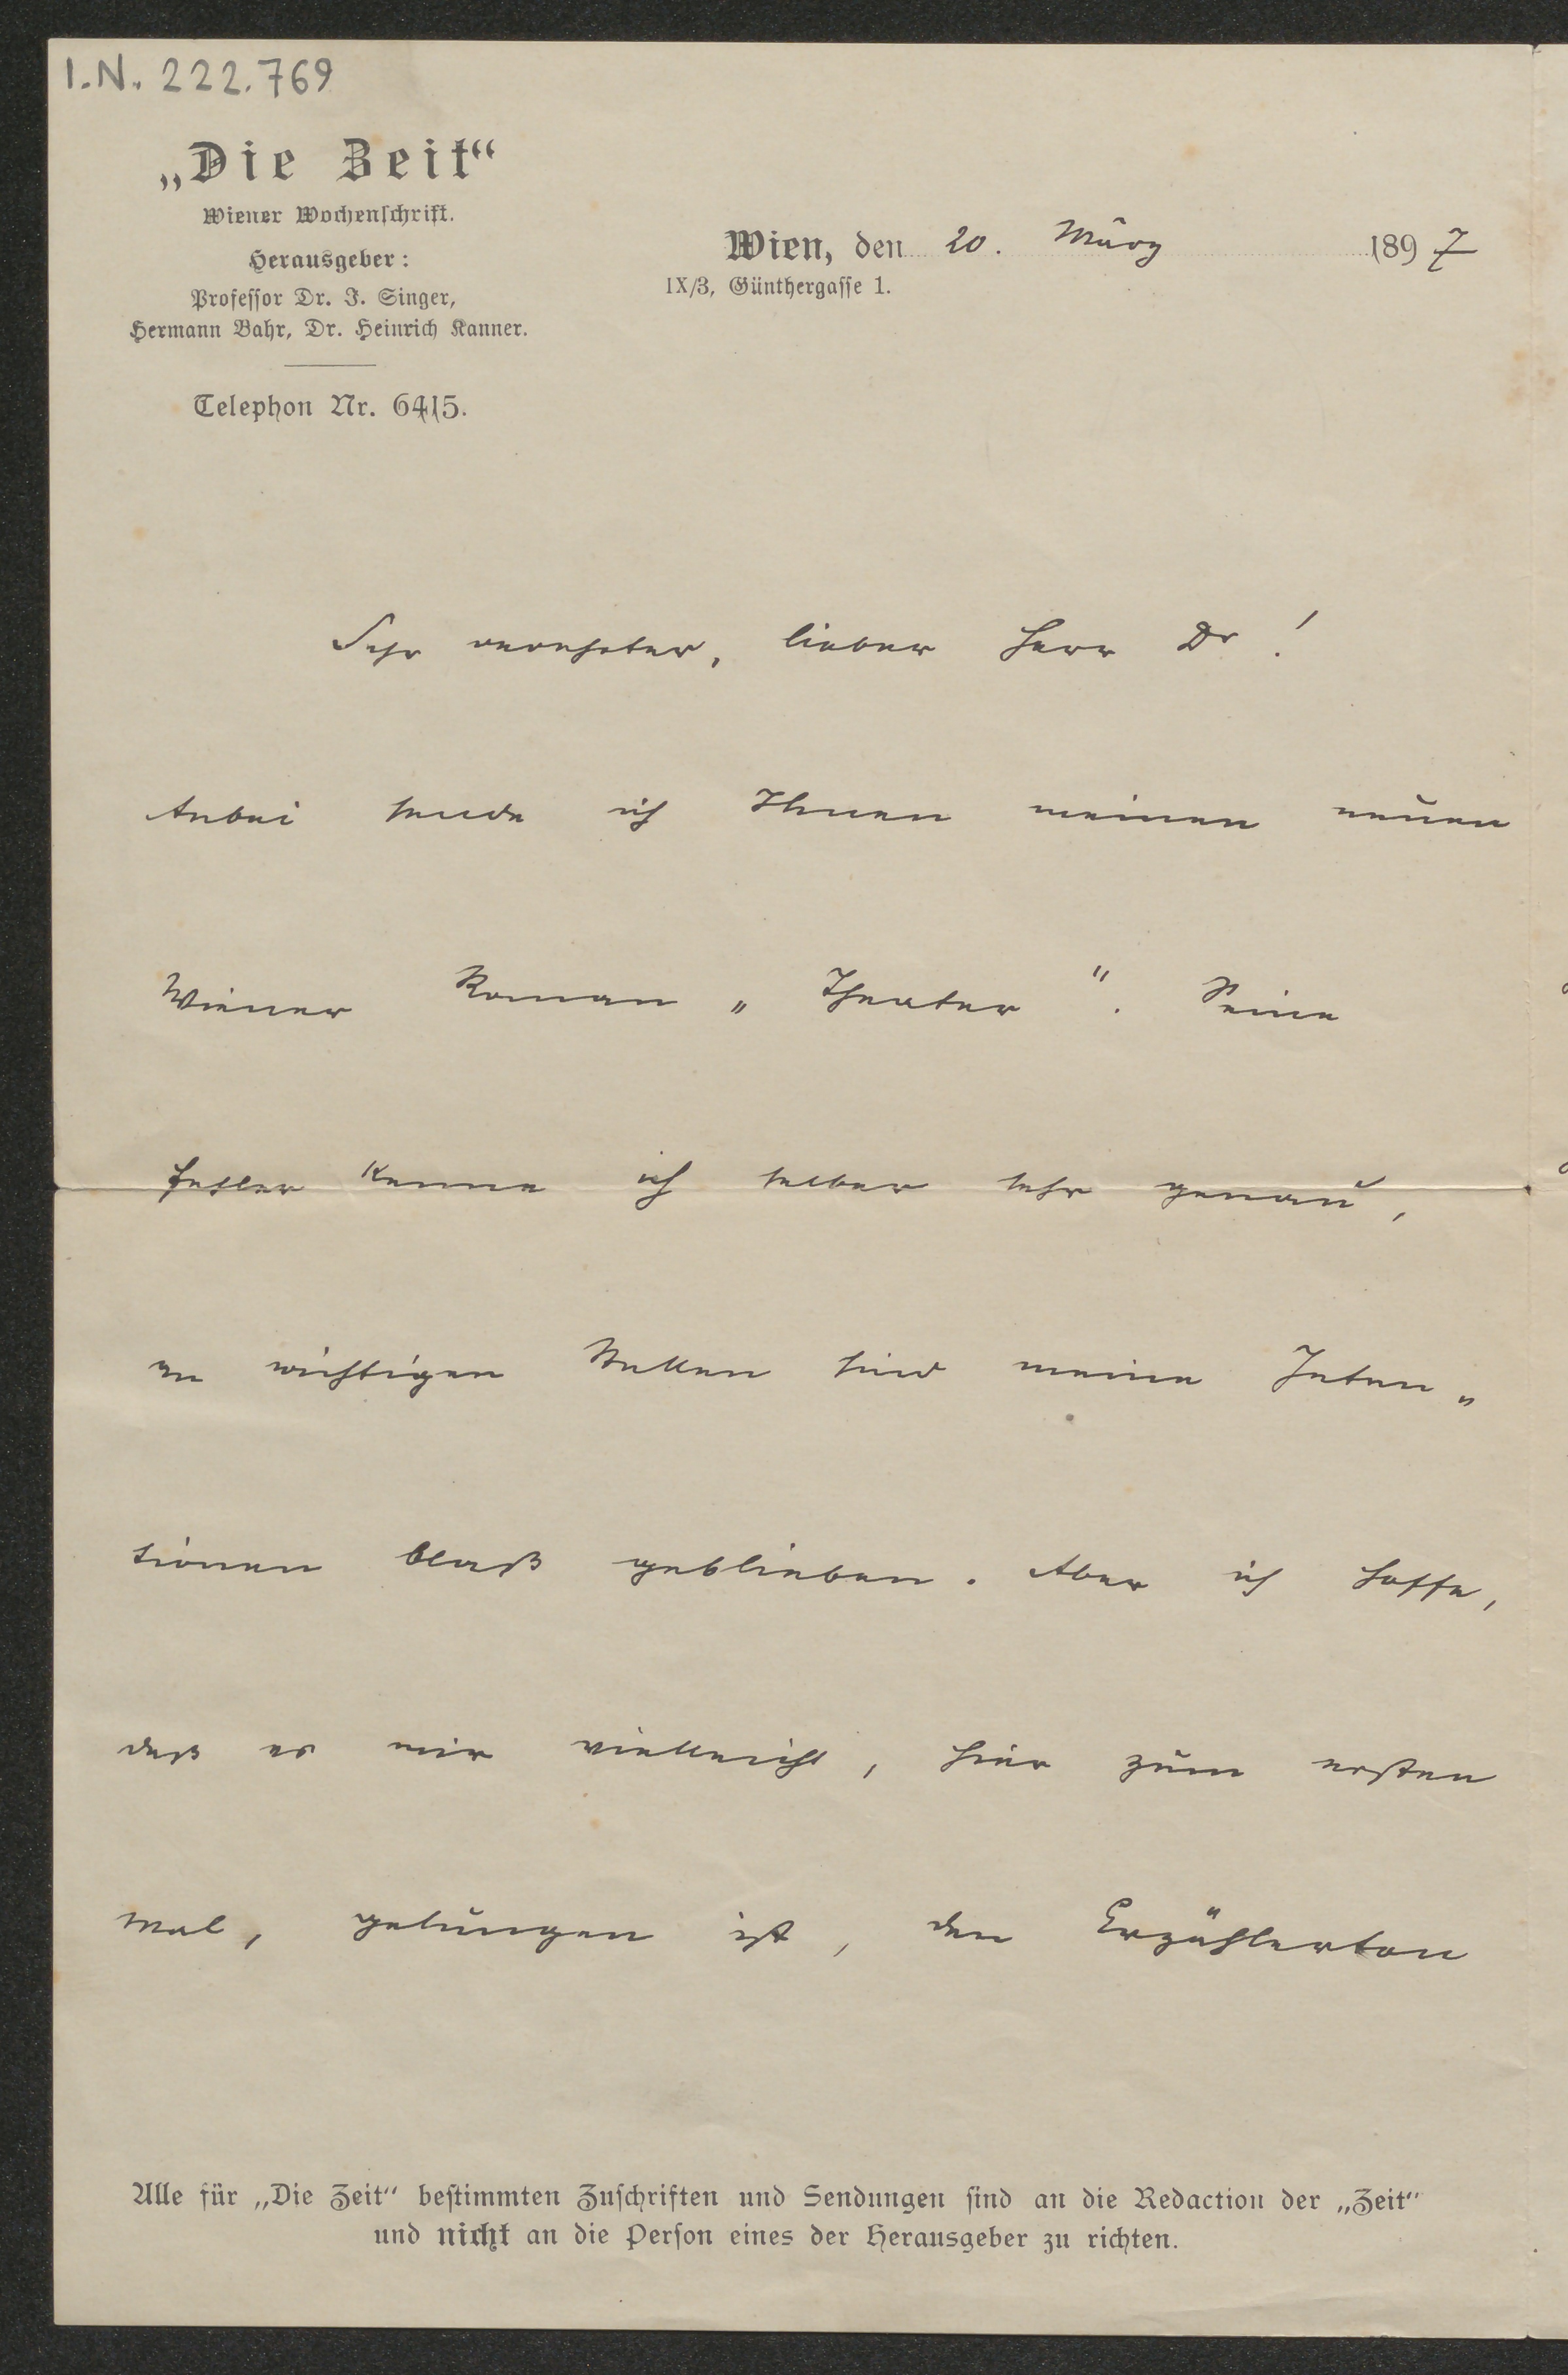 I.N. 222.769
„Die Zeit“
Wiener Wochenschrift.
Herausgeber:
Professor Dr. I. Singer,
Hermann Bahr, Dr. Heinrich Kanner.
Telephon Nr. 6415.
Wien, den 20. März 1897
IX/3, Günthergasse 1.
Sehr verehrter, lieber Herr Dr!
Anbei sende ich Ihnen meinen neuen
Wiener Roman „Theater“. Seine
Fehler kenne ich selber sehr genau,
an wichtigen Stellen sind meine Inten„
tionen blaß geblieben. Aber ich hoffe,
daß es mir vielleicht, hier zum ersten
Mal, gelungen ist, den Erzählerton
Alle für „Die Zeit“ bestimmten Zuschriften und Sendungen sind an die Redaction der „Zeit“
und nicht an die Person eines der Herausgeber zu richten.